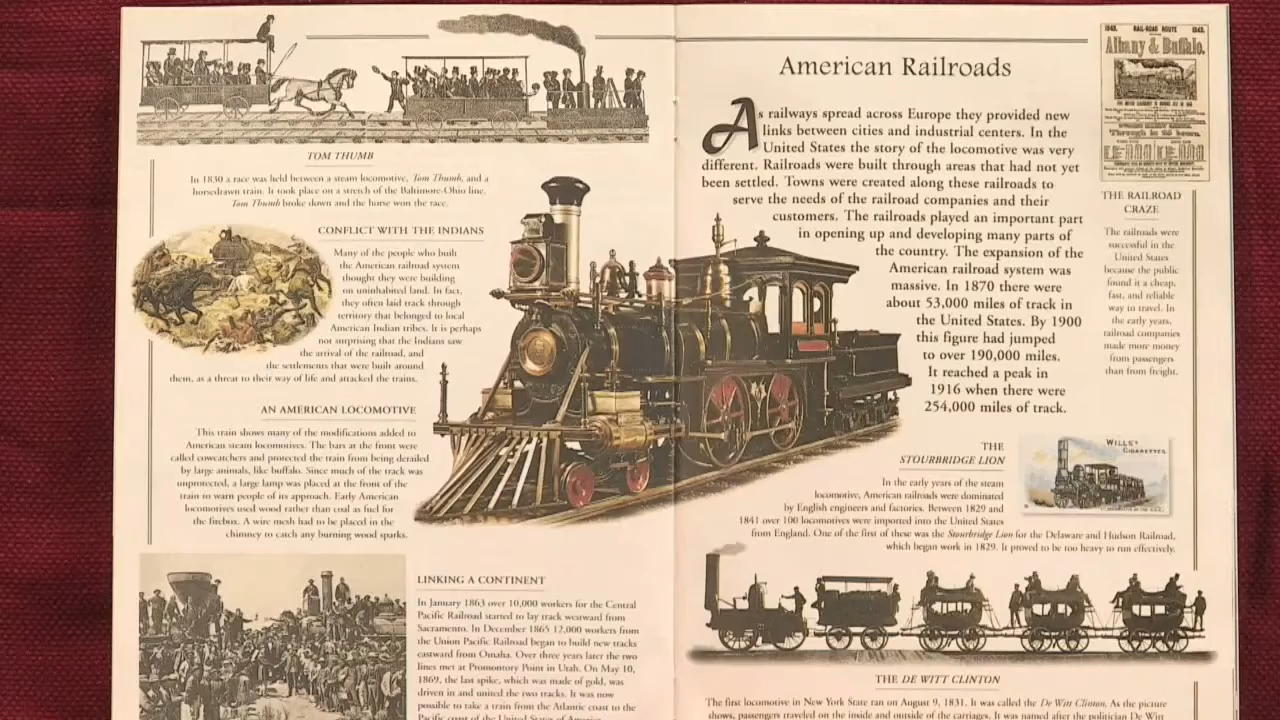 TOM THUMB
In 1830 a race was held between a steam locomotive, Tom Thumb, and a
horsedrawn train. It took place on a stretch of the Baltimore-Ohio line.
Tom Thumb broke down and the horse won the race.
CONFLICT WITH THE INDIANS
Many of the people who built
the American railroad system
thought they were building
on uninhabited land. In fact,
they often laid track through
territory that belonged to local
American Indian tribes. It is perhaps
not surprising that the Indians saw
the arrival of the railroad, and
the settlements that were built around
them, as a threat to their way of life and attacked the trains.
AN AMERICAN LOCOMOTIVE
This train shows many of the modifications added to
American steam locomotives. The bars at the front were
called cowcatchers and protected the train from being derailed
by large animals, like buffalo. Since much of the track was
unprotected, a large lamp was placed at the front of the
train to warn people of its approach. Early American
locomotives used wood rather than coal as fuel for
the firebox. A wire mesh had to be placed in the
chimney to catch any burning wood sparks.
LINKING A CONTINENT
In January 1863 over 10,000 workers for the Central
Pacific Railroad started to lay track westward from
Sacramento. In December 1865 12,000 workers from
the Union Pacific Railroad began to build new tracks
eastward from Omaha. Over three years later the two
lines met at Promontory Point in Utah. On May 10,
1869, the last spike, which was made of gold, was
driven in and united the two tracks. It was now
possible to take a train from the Atlantic coast to the
Pacific coast of the United States of America.
American Railroads
As railways spread across Europe they provided new
links between cities and industrial centers. In the
United States the story of the locomotive was very
different. Railroads were built through areas that had not yet
been settled. Towns were created along these railroads to
serve the needs of the railroad companies and their
customers. The railroads played an important part
in opening up and developing many parts of
the country. The expansion of the
American railroad system was
massive. In 1870 there were
about 53,000 miles of track in
the United States. By 1900
this figure had jumped
to over 190,000 miles.
It reached a peak in
1916 when there were
254,000 miles of track.
RAIL-ROAD ROUTE
Albany & Buffalo.
THE RAILROAD
CRAZE
The railroads were
successful in the
United States
because the public
found it a cheap,
fast, and reliable
way to travel. In
the early years,
railroad companies
made more money
from passengers
than from freight.
THE
STOURBRIDGE LION
In the early years of the steam
locomotive, American railroads were dominated
by English engineers and factories. Between 1829 and
1841 over 100 locomotives were imported into the United States
from England. One of the first of these was the Stourbridge Lion for the Delaware and Hudson Railroad,
which began work in 1829. It proved to be too heavy to run effectively.
WILLS'S
CIGARETTES
THE DE WITT CLINTON
The first locomotive in New York State ran on August 9, 1831. It was called the De Witt Clinton. As the picture
shows, passengers traveled on the inside and outside of the carriages. It was named after the politician De Witt